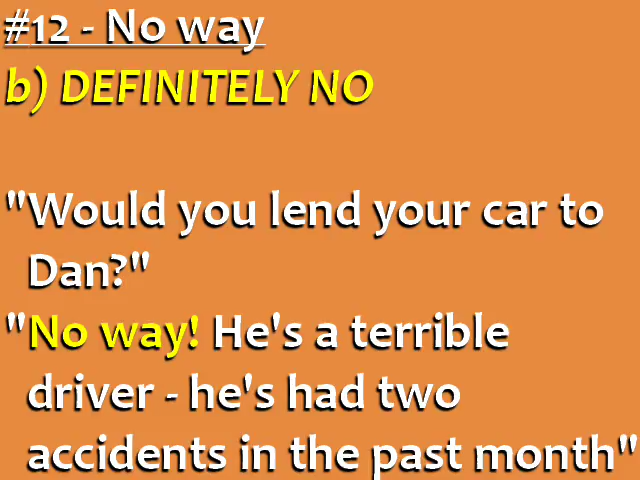 #12 - No way
b) DEFINITELY NO
"Would you lend your car to
Dan?"
"No way! He's a terrible
driver - he's had two
accidents in the past month"